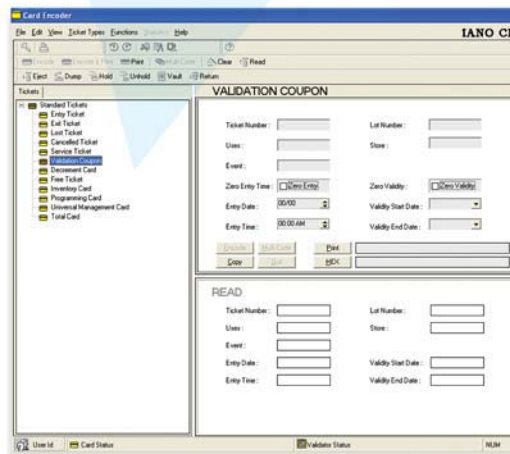 Card Encoder
File Edit View Ticket Types Functions Statistics Help
IANO CE
Encode Encode & Print Print Multi-Code Clear Read
Eject Dump Hold Unhold Vault Return
Tickets
Standard Tickets
Entry Ticket
Exit Ticket
Lost Ticket
Cancelled Ticket
Service Ticket
Validation Coupon
Decrement Card
Free Ticket
Inventory Card
Programming Card
Universal Management Card
Total Card
VALIDATION COUPON
Ticket Number : Lot Number :
Uses : Store :
Event :
Zero Entry Time : Zero Entry Zero Validity : Zero Validity
Entry Date : 00/00 Validity Start Date :
Entry Time : 00:00 AM Validity End Date :
Encode Multi-Code Print
Copy Quit HEX
READ
Ticket Number : Lot Number :
Uses : Store :
Event :
Entry Date : Validity Start Date :
Entry Time : Validity End Date :
User Id Card Status Validator Status NUM